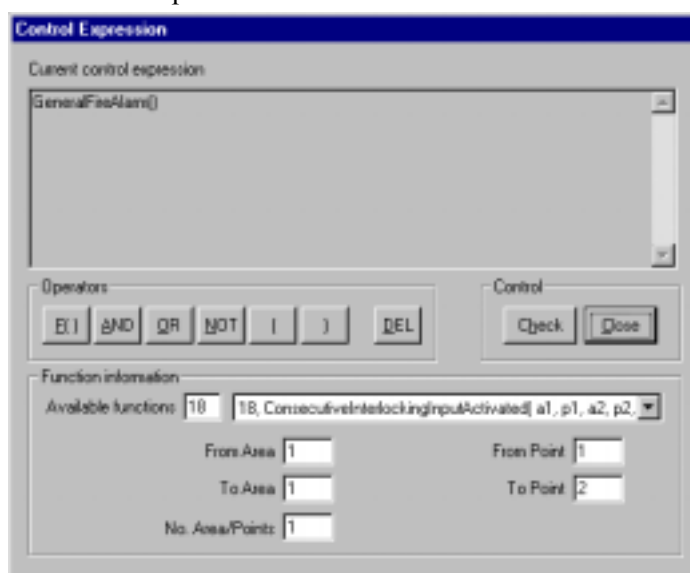 Control Expression
Current control expression
GeneralFireAlarm()
Operators
Control
F( ) AND OR NOT ( ) DEL
Check Close
Function information
Available functions 18 18, ConsecutiveInterlockingInputActivated( a1, p1, a2, p2,
From Area 1 From Point 1
To Area 1 To Point 2
No. Area/Points 1